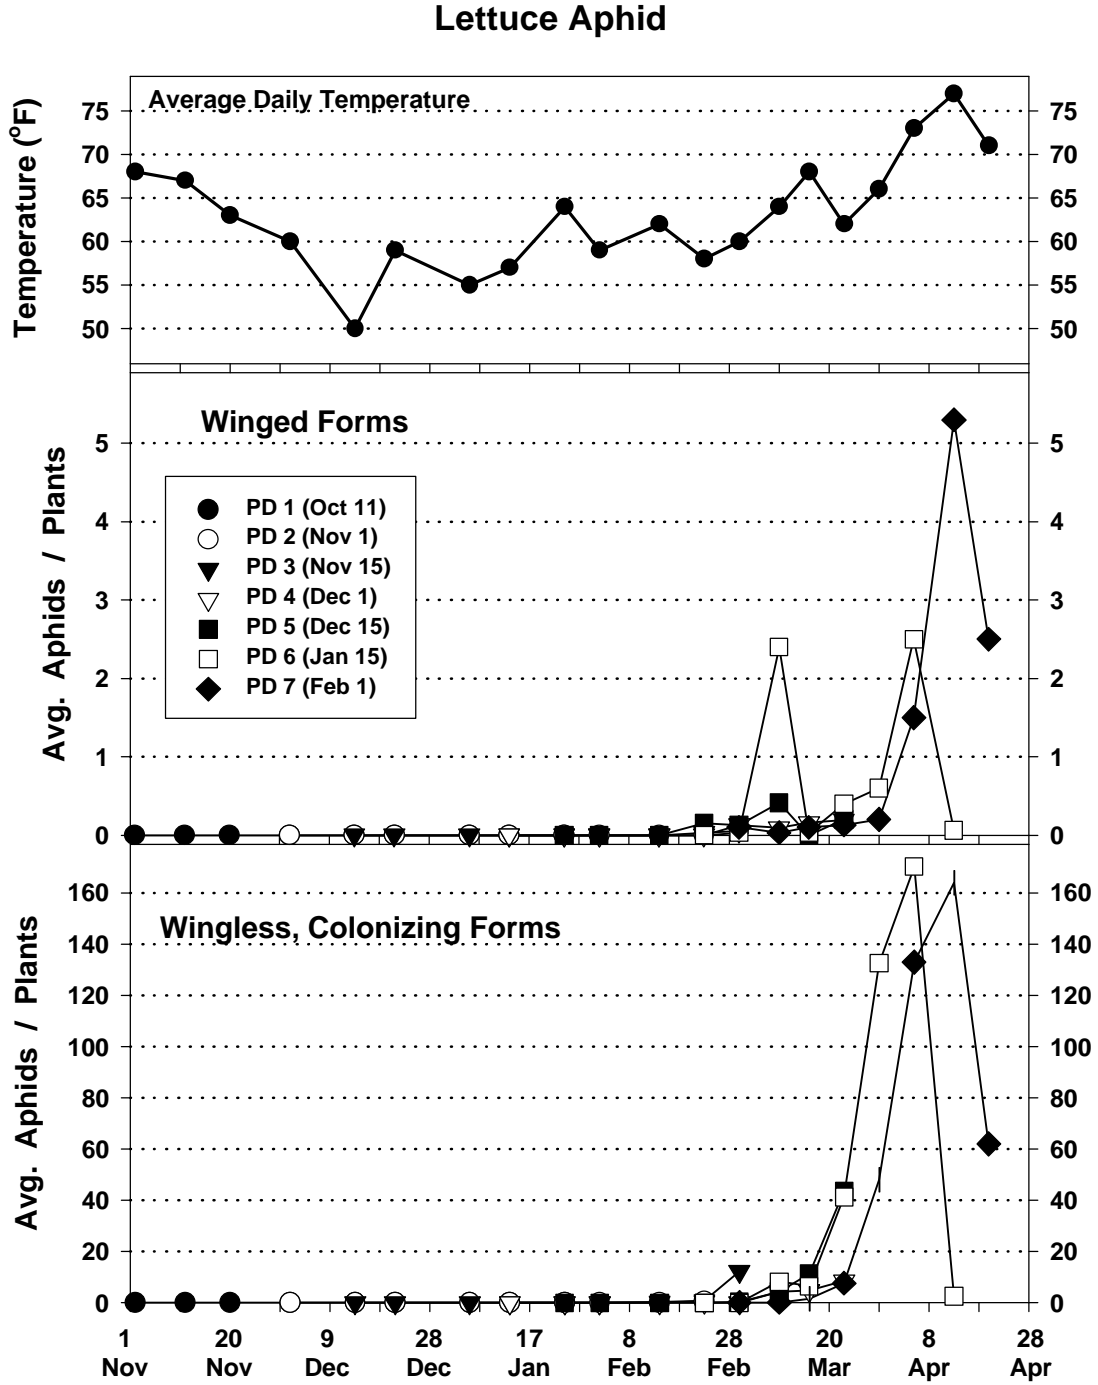 Lettuce Aphid
Temperature (°F)
Average Daily Temperature
75 75
70 70
65 65
60 60
55 55
50 50
Avg. Aphids / Plants
Winged Forms
5 5
4 4
3 3
2 2
1 1
0 0
PD 1 (Oct 11)
PD 2 (Nov 1)
PD 3 (Nov 15)
PD 4 (Dec 1)
PD 5 (Dec 15)
PD 6 (Jan 15)
PD 7 (Feb 1)
Avg. Aphids / Plants
Wingless, Colonizing Forms
160 160
140 140
120 120
100 100
80 80
60 60
40 40
20 20
0 0
1 20 9 28 17 8 28 20 8 28
Nov Nov Dec Dec Jan Feb Feb Mar Apr Apr